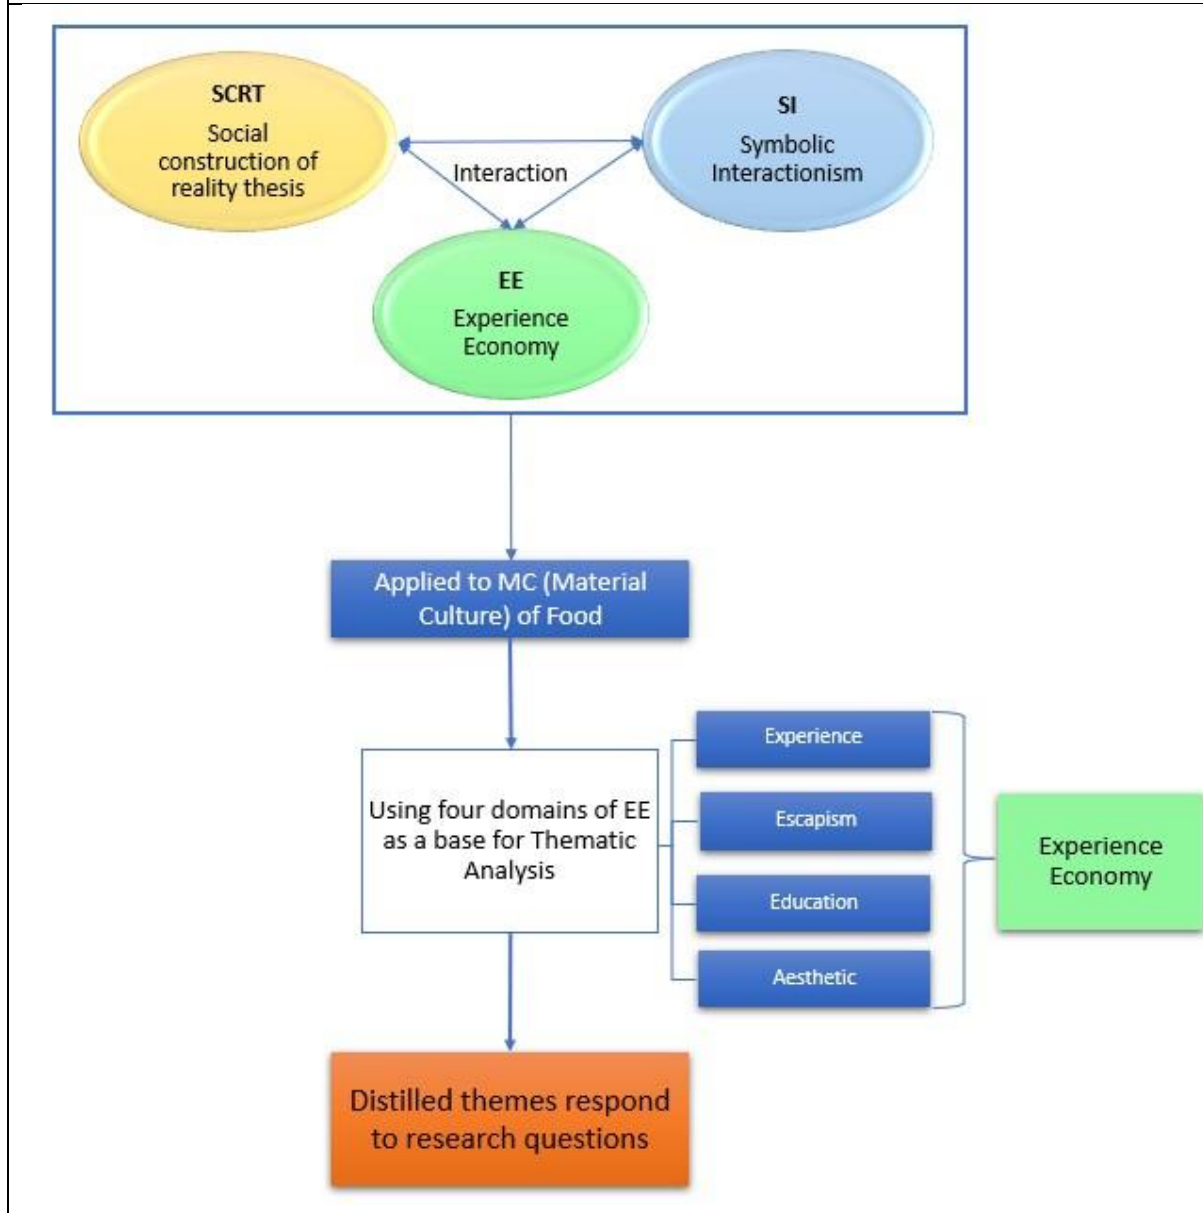 SCRT
Social
construction of
reality thesis
SI
Symbolic
Interactionism
Interaction
EE
Experience
Economy
Applied to MC (Material
Culture) of Food
Using four domains of EE
as a base for Thematic
Analysis
Experience
Escapism
Education
Aesthetic
Experience
Economy
Distilled themes respond
to research questions